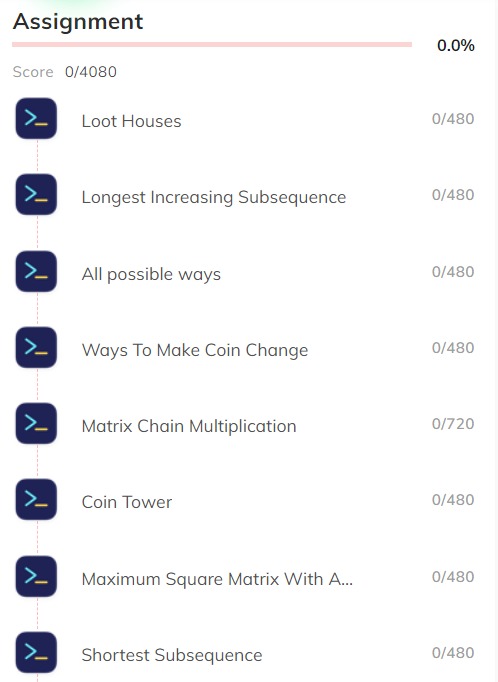 Assignment
0.0%
Score 0/4080
Loot Houses 0/480
Longest Increasing Subsequence 0/480
All possible ways 0/480
Ways To Make Coin Change 0/480
Matrix Chain Multiplication 0/720
Coin Tower 0/480
Maximum Square Matrix With A... 0/480
Shortest Subsequence 0/480